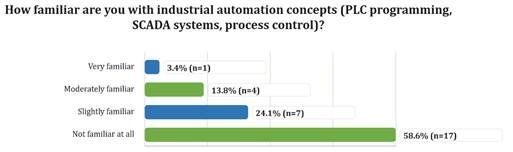 How familiar are you with industrial automation concepts (PLC programming,
SCADA systems, process control)?
Very familiar 3.4% (n=1)
Moderately familiar 13.8% (n=4)
Slightly familiar 24.1% (n=7)
Not familiar at all 58.6% (n=17)